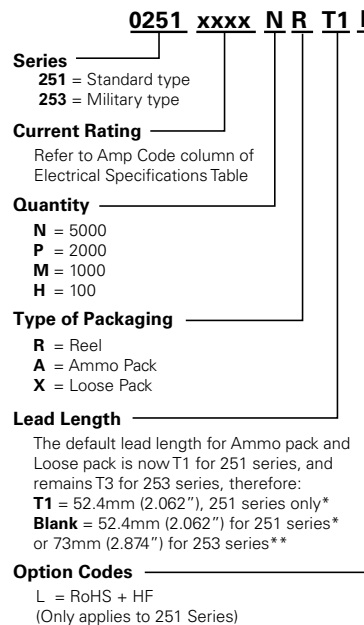 0251 xxxx N R T1
Series
251 = Standard type
253 = Military type
Current Rating
Refer to Amp Code column of
Electrical Specifications Table
Quantity
N = 5000
P = 2000
M = 1000
H = 100
Type of Packaging
R = Reel
A = Ammo Pack
X = Loose Pack
Lead Length
The default lead length for Ammo pack and
Loose pack is now T1 for 251 series, and
remains T3 for 253 series, therefore:
T1 = 52.4mm (2.062”), 251 series only*
Blank = 52.4mm (2.062”) for 251 series*
or 73mm (2.874”) for 253 series**
Option Codes
L = RoHS + HF
(Only applies to 251 Series)